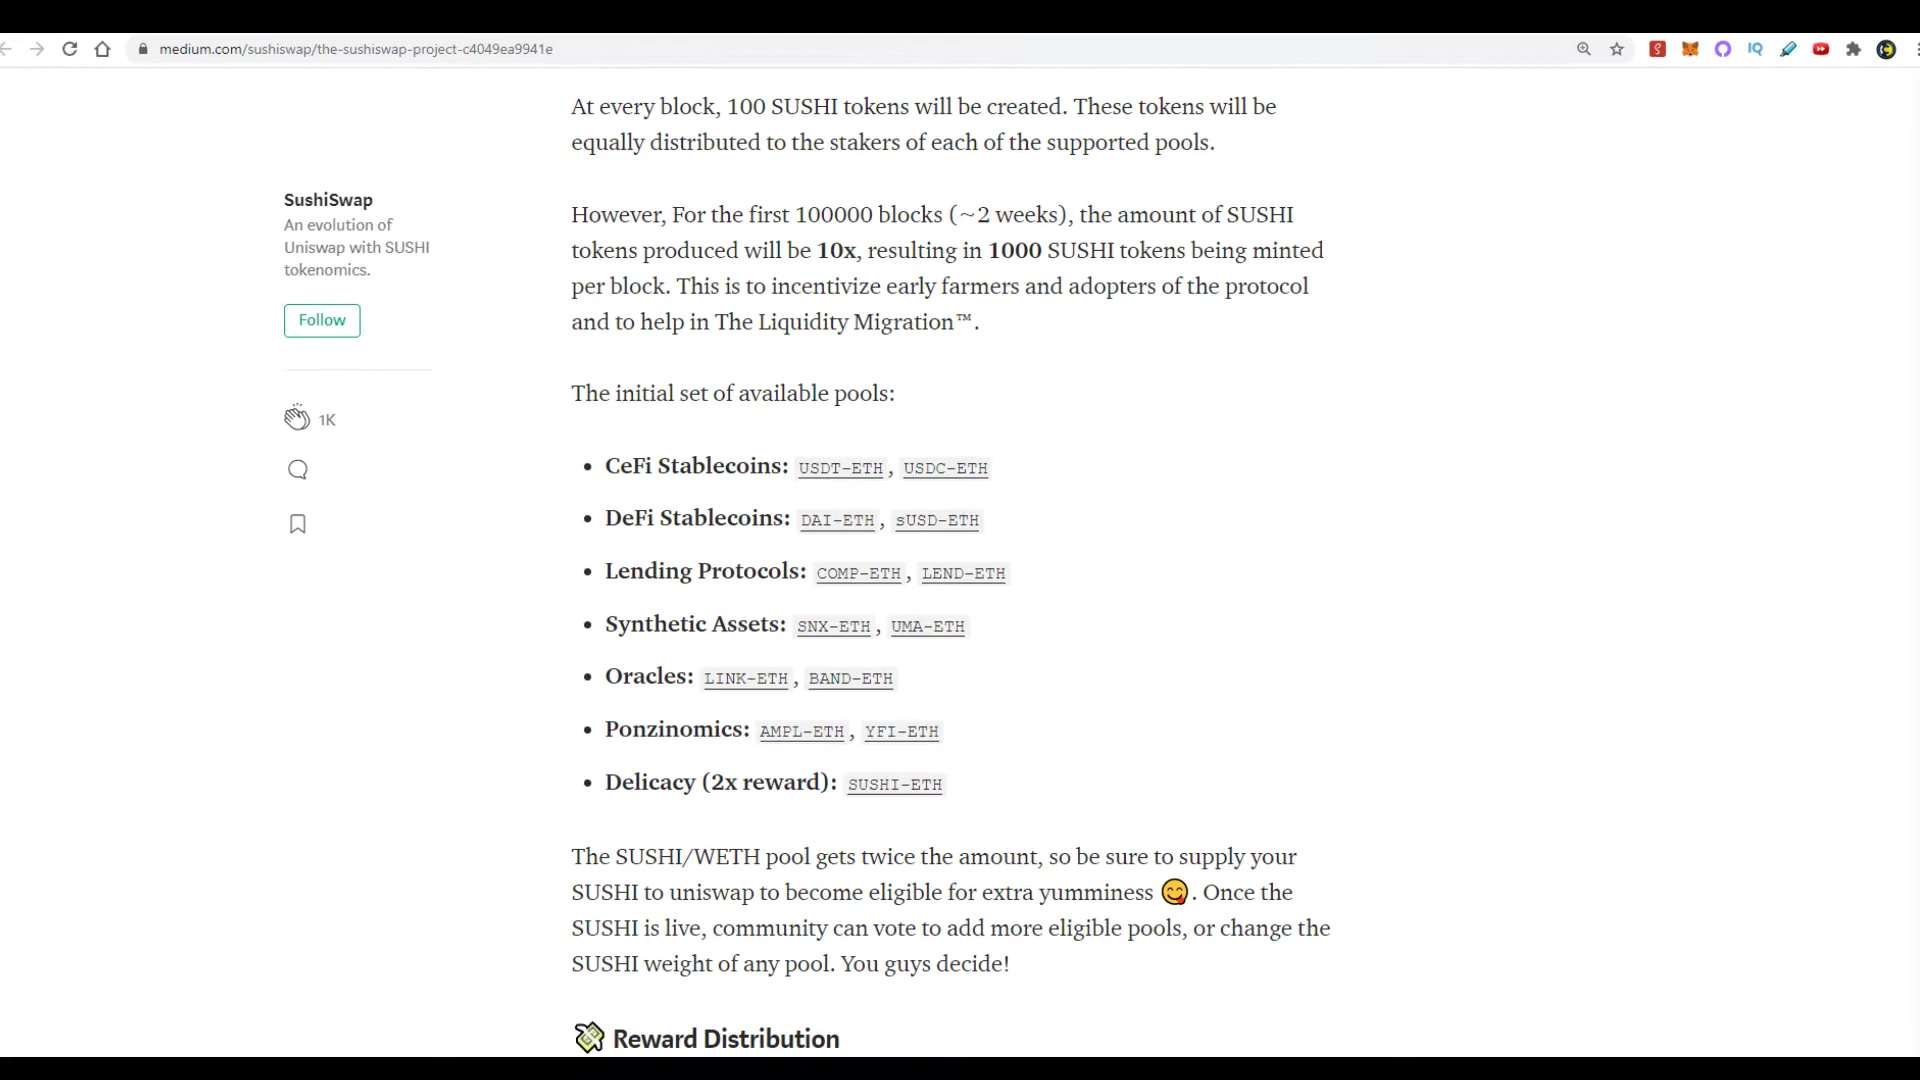 medium.com/sushiswap/the-sushiswap-project-c4049ea9941e
IQ
At every block, 100 SUSHI tokens will be created. These tokens will be
equally distributed to the stakers of each of the supported pools.
SushiSwap
An evolution of
Uniswap with SUSHI
tokenomics.
Follow
1K
However, For the first 100000 blocks (~2 weeks), the amount of SUSHI
tokens produced will be 10x, resulting in 1000 SUSHI tokens being minted
per block. This is to incentivize early farmers and adopters of the protocol
and to help in The Liquidity Migration™.
The initial set of available pools:
• CeFi Stablecoins: USDT-ETH, USDC-ETH
• DeFi Stablecoins: DAI-ETH, sUSD-ETH
• Lending Protocols: COMP-ETH, LEND-ETH
• Synthetic Assets: SNX-ETH, UMA-ETH
• Oracles: LINK-ETH, BAND-ETH
• Ponzinomics: AMPL-ETH, YFI-ETH
• Delicacy (2x reward): SUSHI-ETH
The SUSHI/WETH pool gets twice the amount, so be sure to supply your
SUSHI to uniswap to become eligible for extra yumminess 😋. Once the
SUSHI is live, community can vote to add more eligible pools, or change the
SUSHI weight of any pool. You guys decide!
💸 Reward Distribution